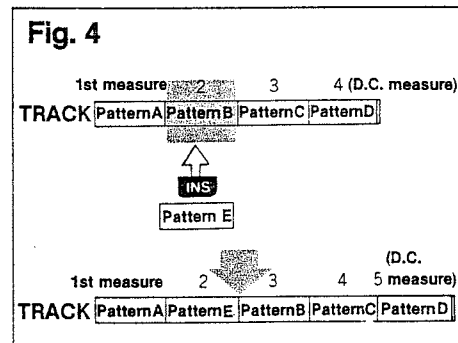 Fig. 4
1st measure 2 3 4 (D.C. measure)
TRACK PatternA PatternB PatternC PatternD
INS
Pattern E
(D.C.
1st measure 2 3 4 5 measure)
TRACK PatternA PatternE PatternB PatternC PatternD